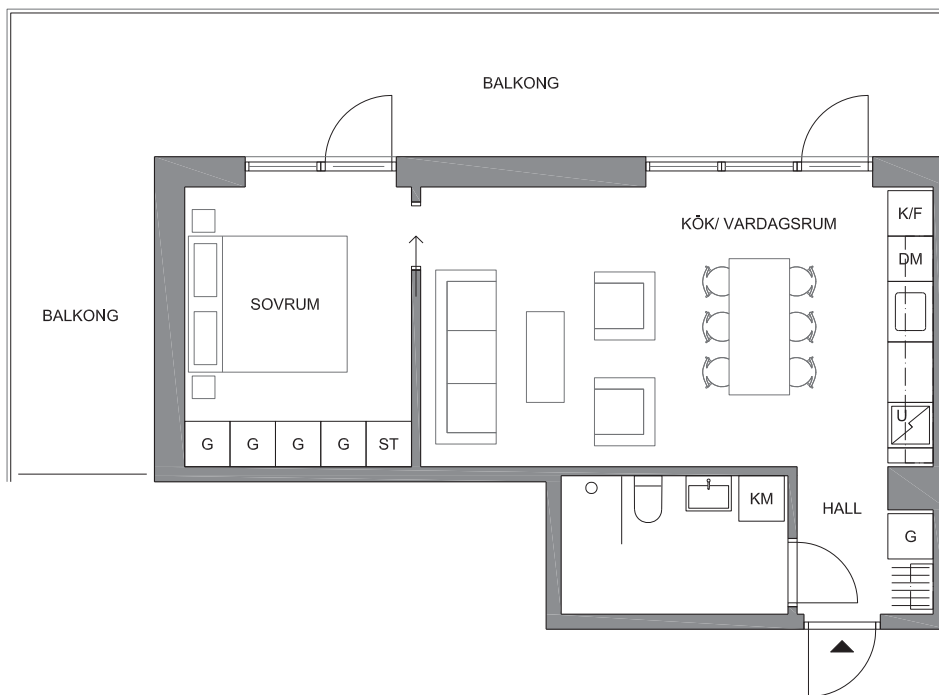 BALKONG
KÖK/ VARDAGSRUM
K/F
DM
SOVRUM
BALKONG
U
G
G
G
G
ST
KM
HALL
G